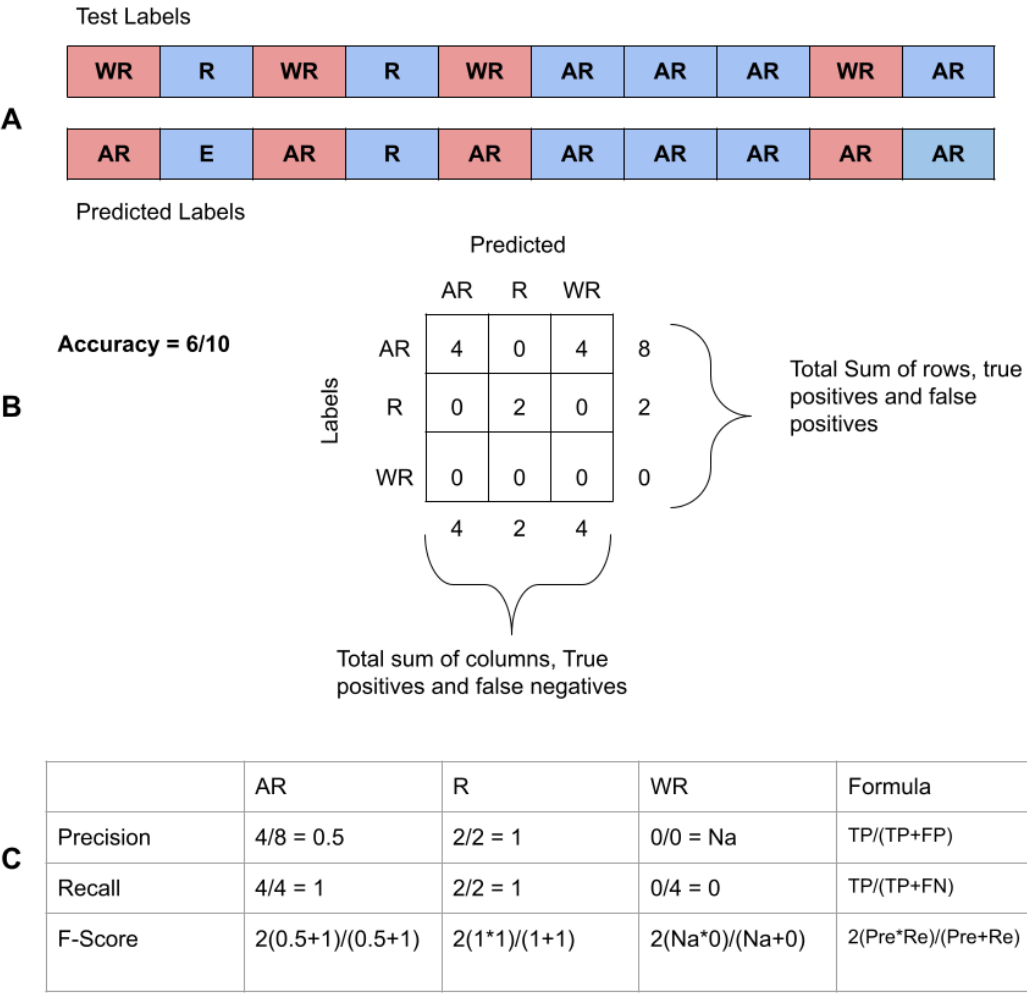 Test Labels
WR R WR R WR AR AR AR WR AR
A
AR E AR R AR AR AR AR AR AR
Predicted Labels
Predicted
AR R WR
Accuracy = 6/10
AR 4 0 4 8
Total Sum of rows, true
positives and false
positives
B
Labels
R 0 2 0 2
WR 0 0 0 0
4 2 4
Total sum of columns, True
positives and false negatives
C
AR R WR Formula
Precision 4/8 = 0.5 2/2 = 1 0/0 = Na TP/(TP+FP)
Recall 4/4 = 1 2/2 = 1 0/4 = 0 TP/(TP+FN)
F-Score 2(0.5+1)/(0.5+1) 2(1*1)/(1+1) 2(Na*0)/(Na+0) 2(Pre*Re)/(Pre+Re)